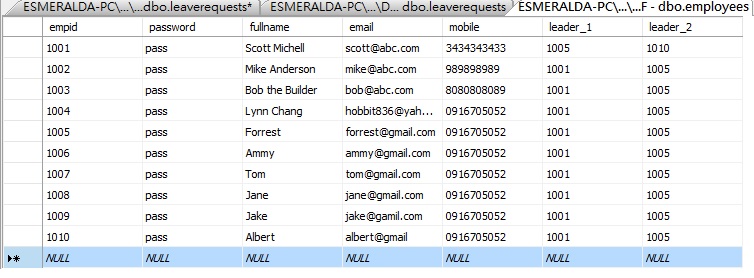 ESMERALDA-PC\...\...dbo.leaverequests* ESMERALDA-PC\...\D... dbo.leaverequests ESMERALDA-PC\...\...F - dbo.employees
empid password fullname email mobile leader_1 leader_2
1001 pass Scott Michell scott@abc.com 3434343433 1005 1010
1002 pass Mike Anderson mike@abc.com 989898989 1001 1005
1003 pass Bob the Builder bob@abc.com 8080808089 1001 1005
1004 pass Lynn Chang hobbit836@yah... 0916705052 1001 1005
1005 pass Forrest forrest@gmail.com 0916705052 1001 1005
1006 pass Ammy ammy@gmail.com 0916705052 1001 1005
1007 pass Tom tom@gmail.com 0916705052 1001 1005
1008 pass Jane jane@gmail.com 0916705052 1001 1005
1009 pass Jake jake@gamil.com 0916705052 1001 1005
1010 pass Albert albert@gmail 0916705052 1001 1005
NULL NULL NULL NULL NULL NULL NULL